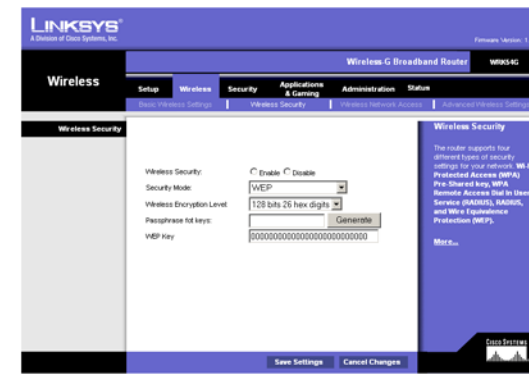 LINKSYS®
A Division of Cisco Systems, Inc.
Firmware Version: 1
Wireless-G Broadband Router
WRK54G
Wireless
Setup
Wireless
Security
Applications
& Gaming
Administration
Status
Basic Wireless Settings
Wireless Security
Wireless Network Access
Advanced Wireless Settings
Wireless Security
Wireless Security:
Enable
Disable
Security Mode:
WEP
Wireless Encryption Level:
128 bits 26 hex digits
Passphrase fot keys:
Generate
WEP Key
00000000000000000000000000
Save Settings
Cancel Changes
Wireless Security
The router supports four
different types of security
settings for your network. Wi-F
Protected Access (WPA)
Pre-Shared key, WPA
Remote Access Dial In User
Service (RADIUS), RADIUS,
and Wire Equivalence
Protection (WEP).
More...
CISCO SYSTEMS